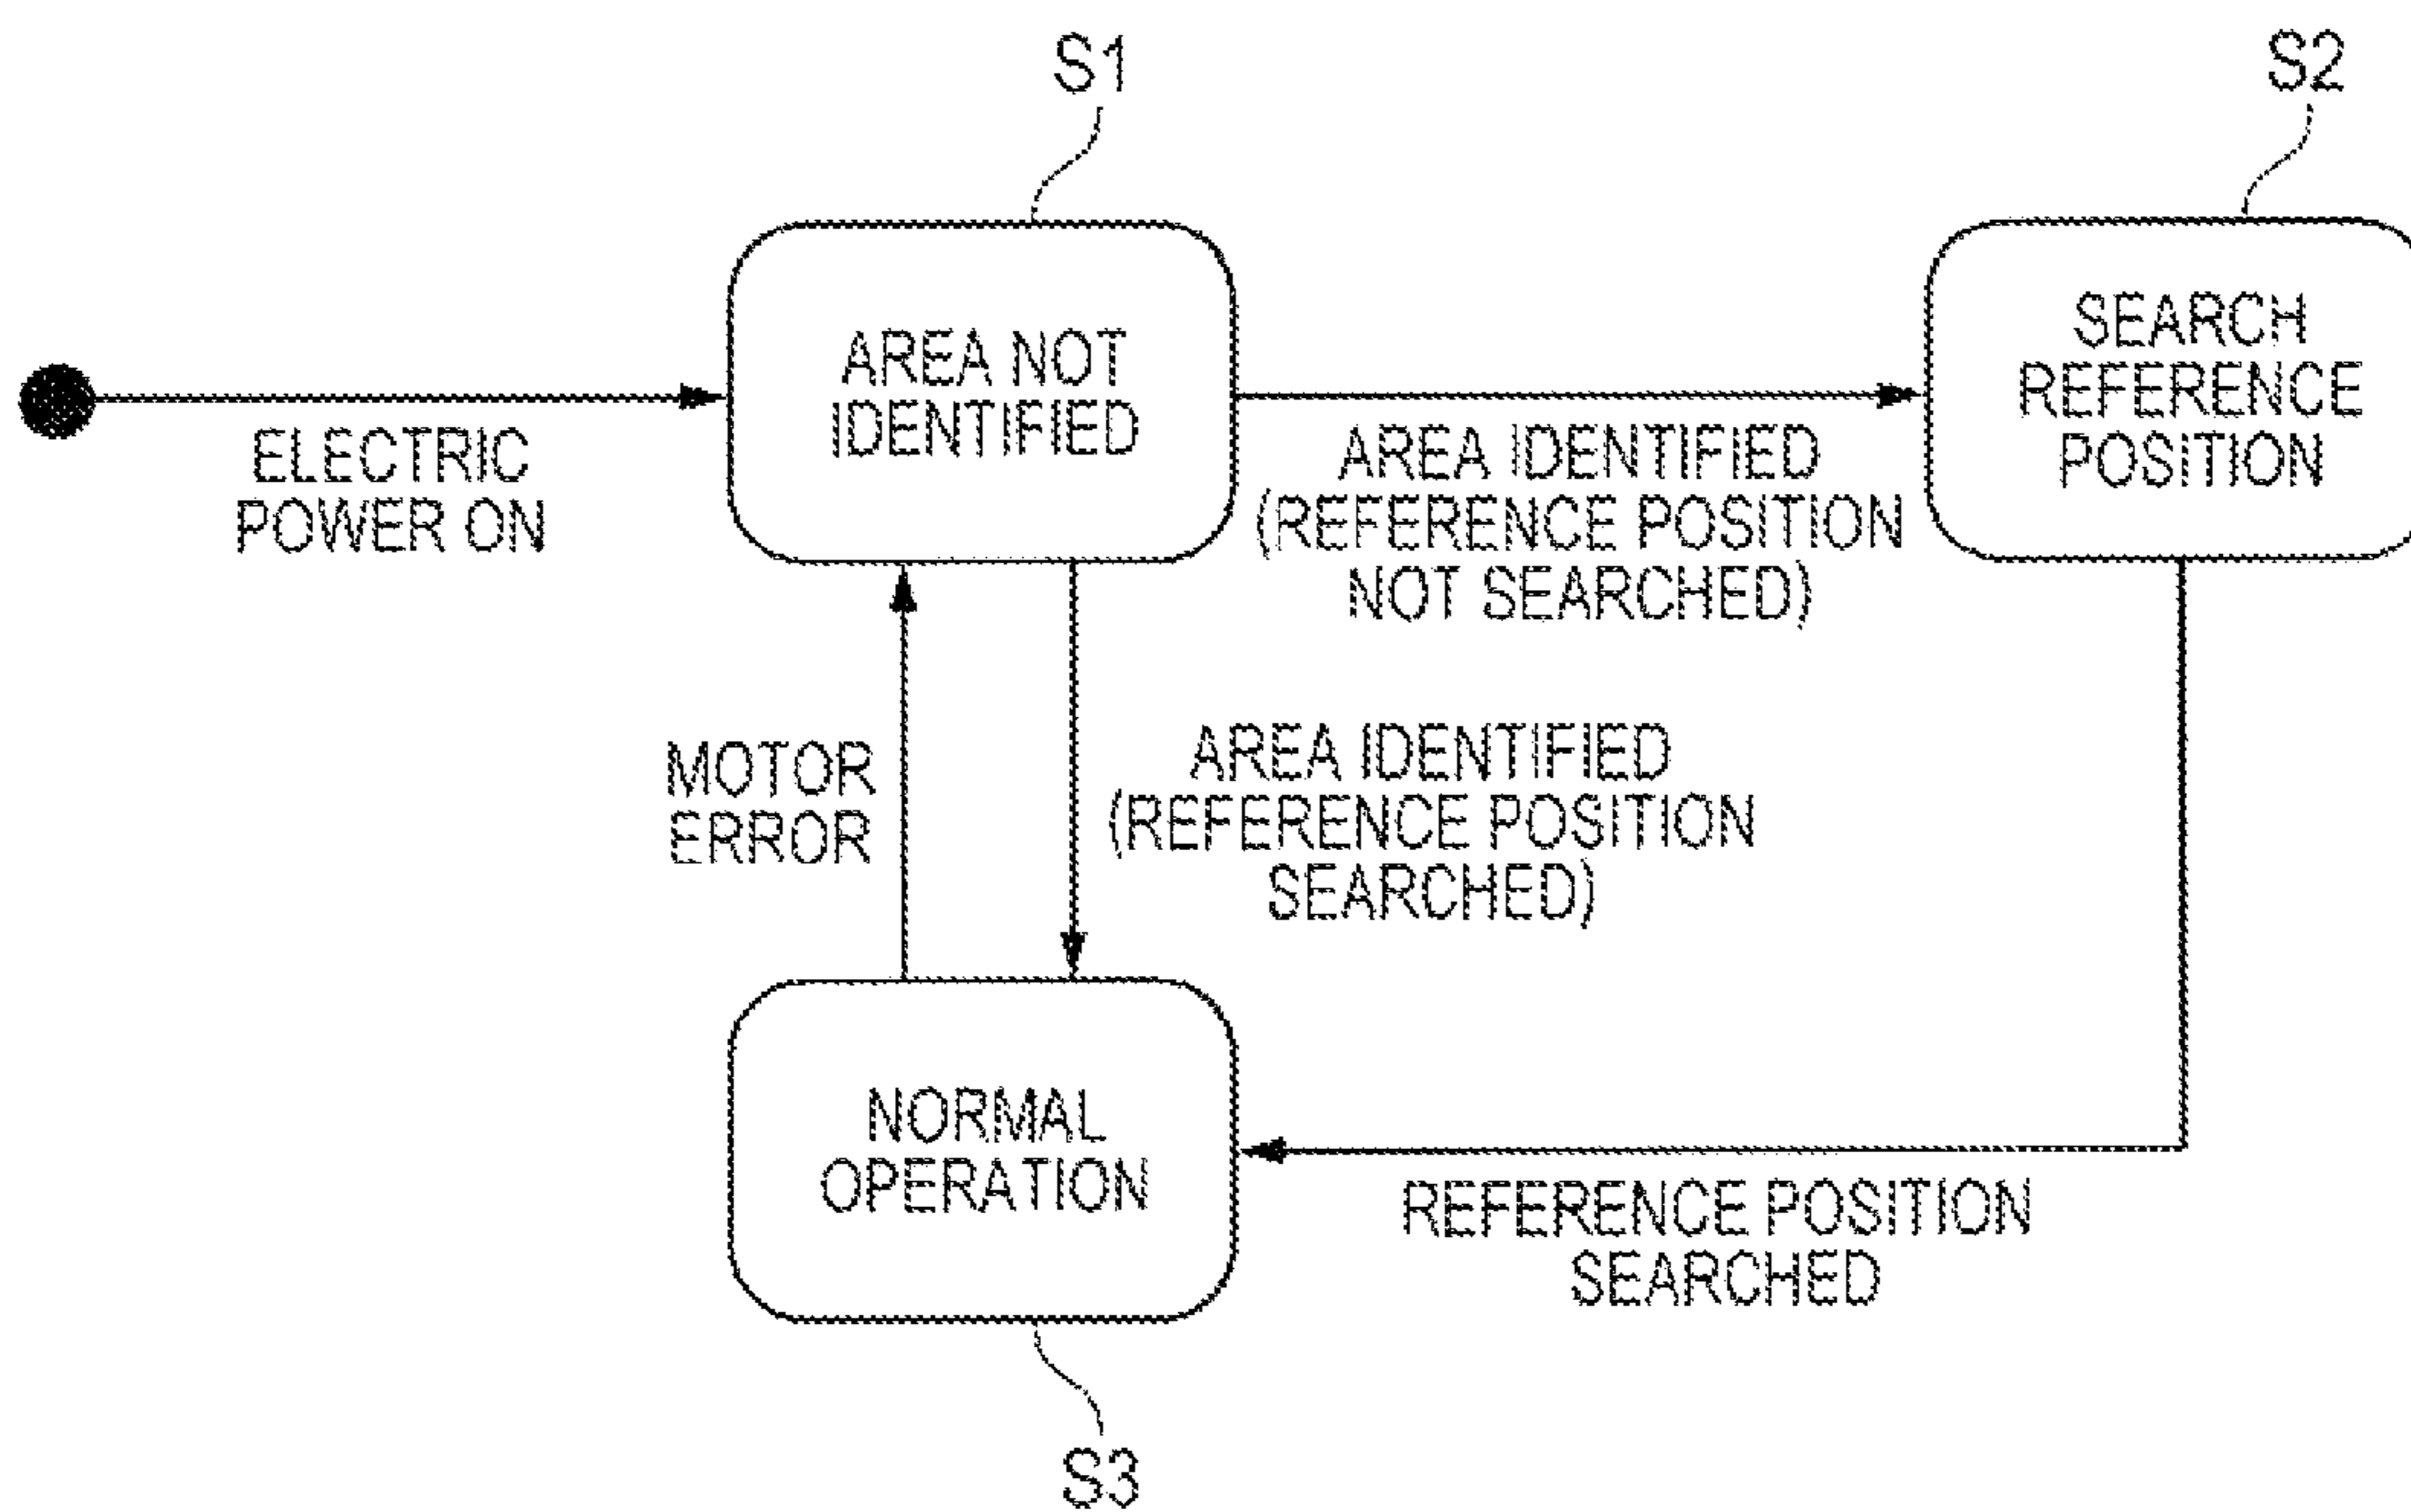 S1
S2
AREA NOT
IDENTIFIED
SEARCH
REFERENCE
POSITION
ELECTRIC
POWER ON
AREA IDENTIFIED
(REFERENCE POSITION
NOT SEARCHED)
MOTOR
ERROR
AREA IDENTIFIED
(REFERENCE POSITION
SEARCHED)
NORMAL
OPERATION
REFERENCE POSITION
SEARCHED
S3